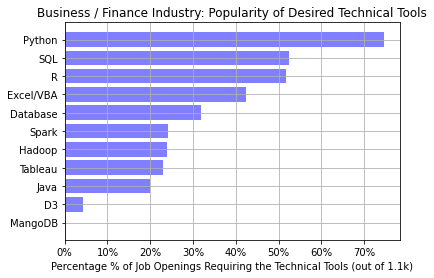 Business / Finance Industry: Popularity of Desired Technical Tools
Python
SQL
R
Excel/VBA
Database
Spark
Hadoop
Tableau
Java
D3
MangoDB
0% 10% 20% 30% 40% 50% 60% 70%
Percentage % of Job Openings Requiring the Technical Tools (out of 1.1k)